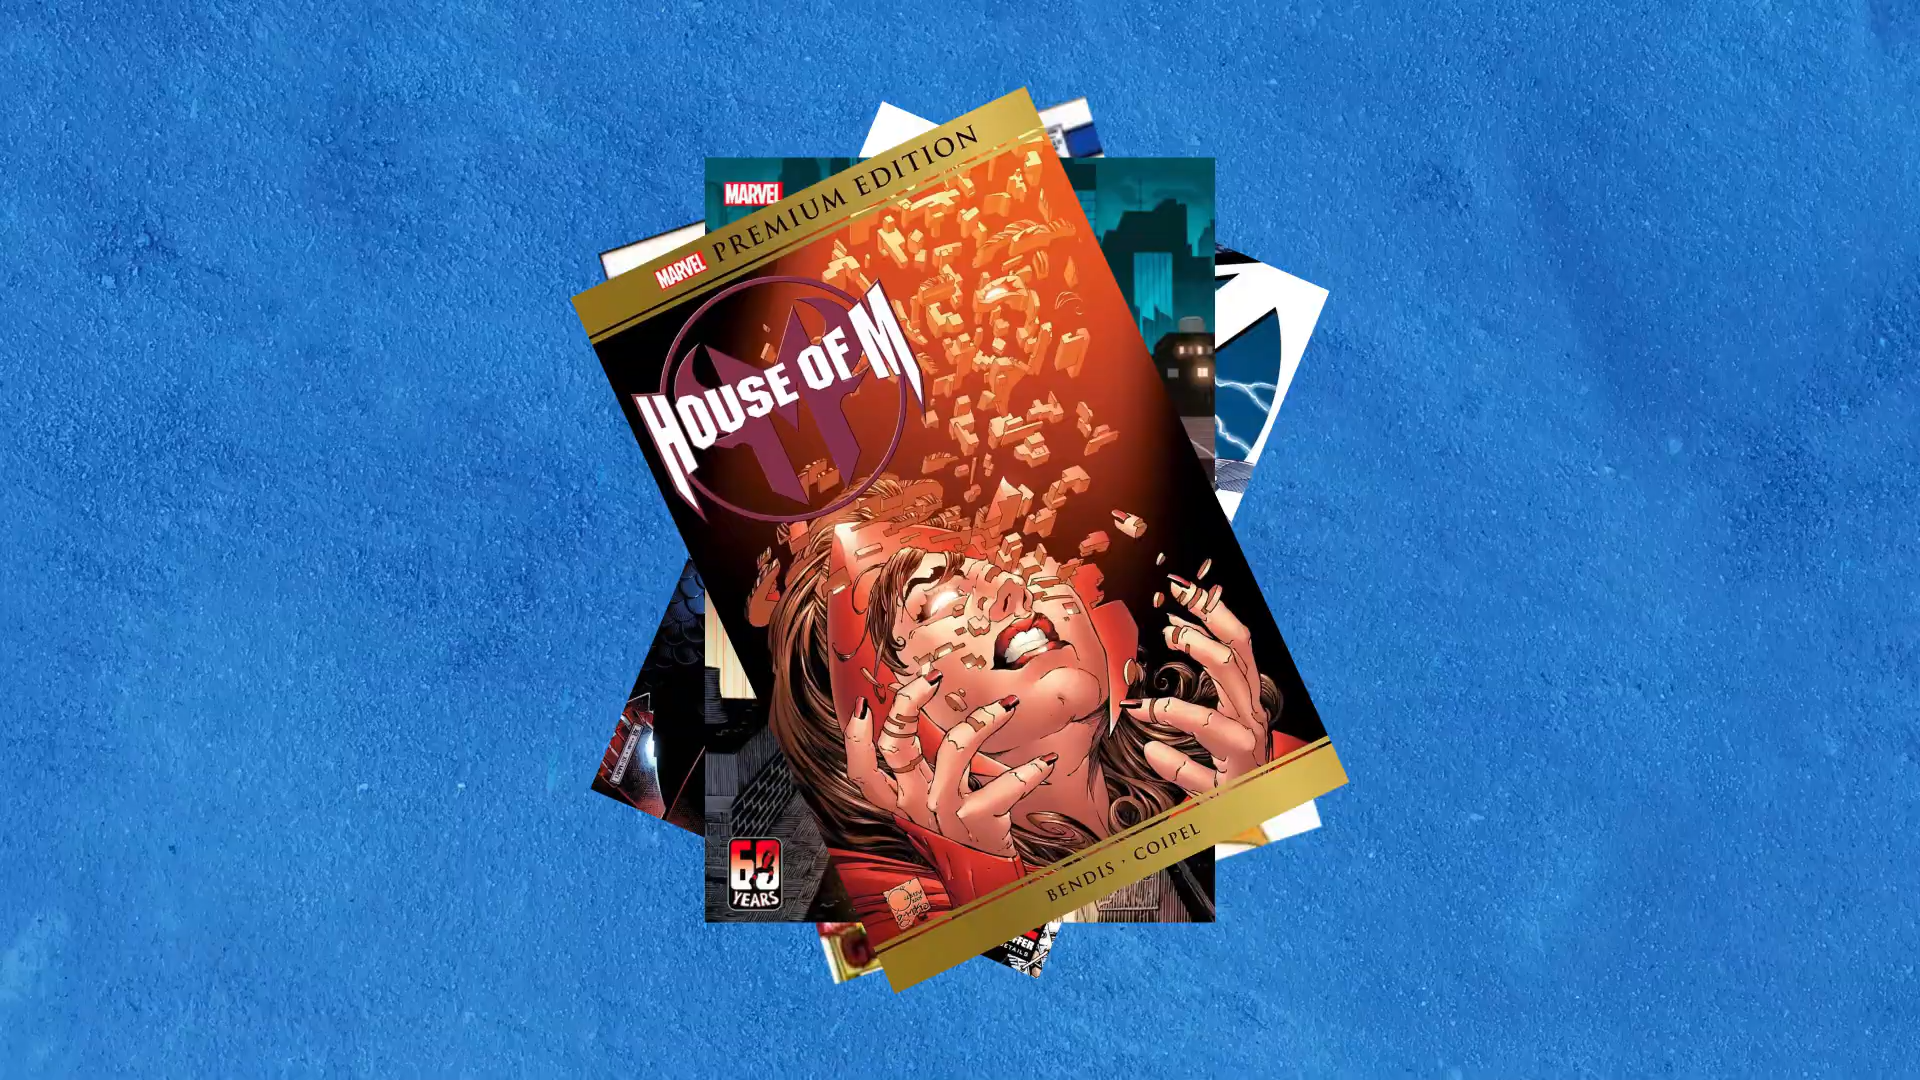 MARVEL PREMIUM EDITION
MARVEL
HOUSE OF M
60
YEARS
BENDIS · COIPEL